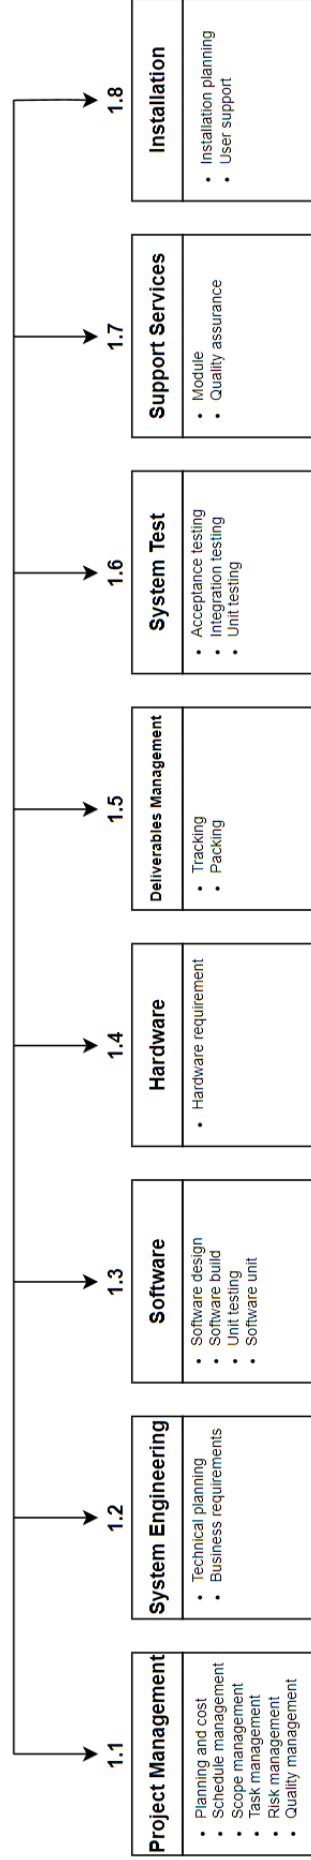 1.1
Project Management
• Planning and cost
• Schedule management
• Scope management
• Task management
• Risk management
• Quality management
1.2
System Engineering
• Technical planning
• Business requirements
1.3
Software
• Software design
• Software build
• Unit testing
• Software unit
1.4
Hardware
• Hardware requirement
1.5
Deliverables Management
• Tracking
• Packing
1.6
System Test
• Acceptance testing
• Integration testing
• Unit testing
1.7
Support Services
• Module
• Quality assurance
1.8
Installation
• Installation planning
• User support